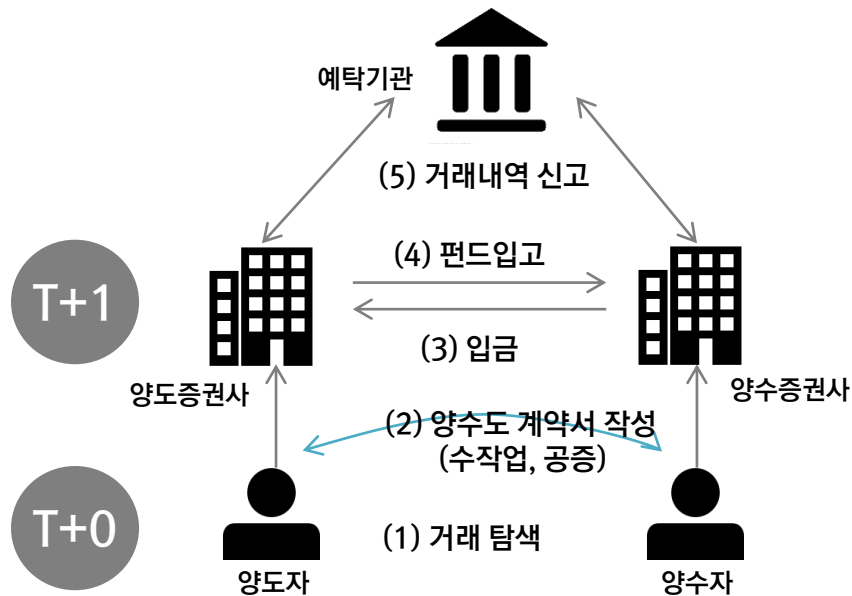 예탁기관
(5) 거래내역 신고
(4) 펀드입고
T+1
(3) 입금
양도증권사
양수증권사
(2) 양수도 계약서 작성
(수작업, 공증)
T+0
(1) 거래 탐색
양도자
양수자